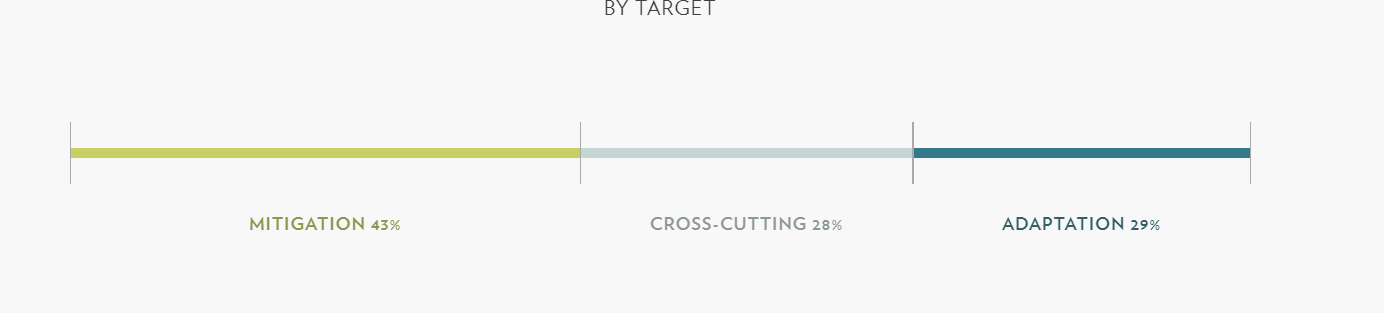 BY TARGET
MITIGATION 43%
CROSS-CUTTING 28%
ADAPTATION 29%